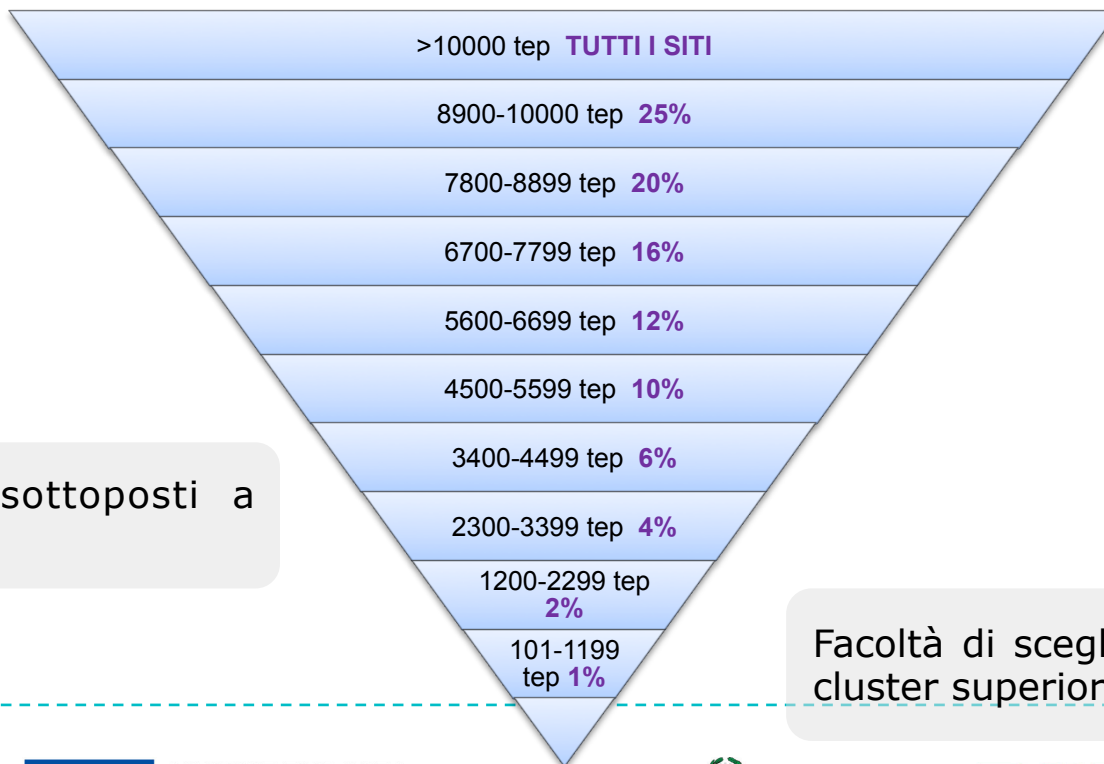 >10000 tep TUTTI I SITI
8900-10000 tep 25%
7800-8899 tep 20%
6700-7799 tep 16%
5600-6699 tep 12%
4500-5599 tep 10%
3400-4499 tep 6%
sottoposti a
2300-3399 tep 4%
1200-2299 tep
2%
101-1199
tep 1%
Facoltà di
cluster